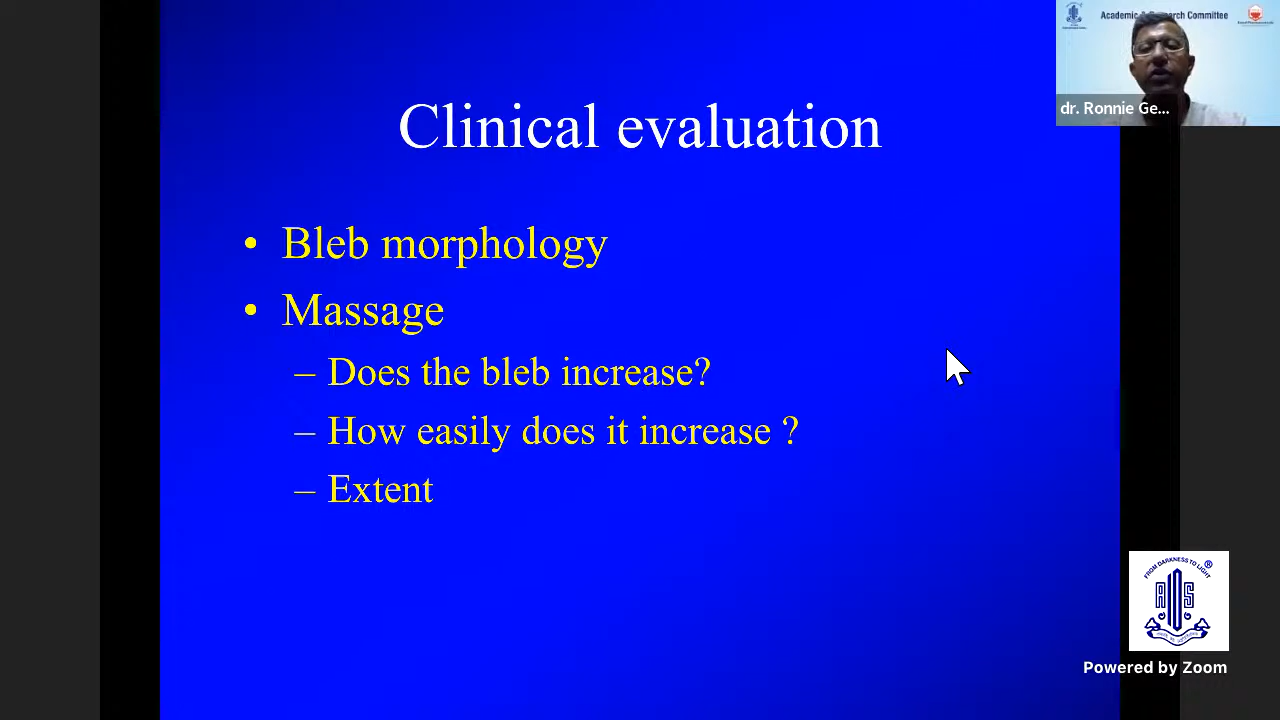 Academic & Research Committee
dr. Ronnie Ge...
Clinical evaluation
• Bleb morphology
• Massage
– Does the bleb increase?
– How easily does it increase ?
– Extent
FROM DARKNESS TO LIGHT
®
AIOS
Powered by Zoom